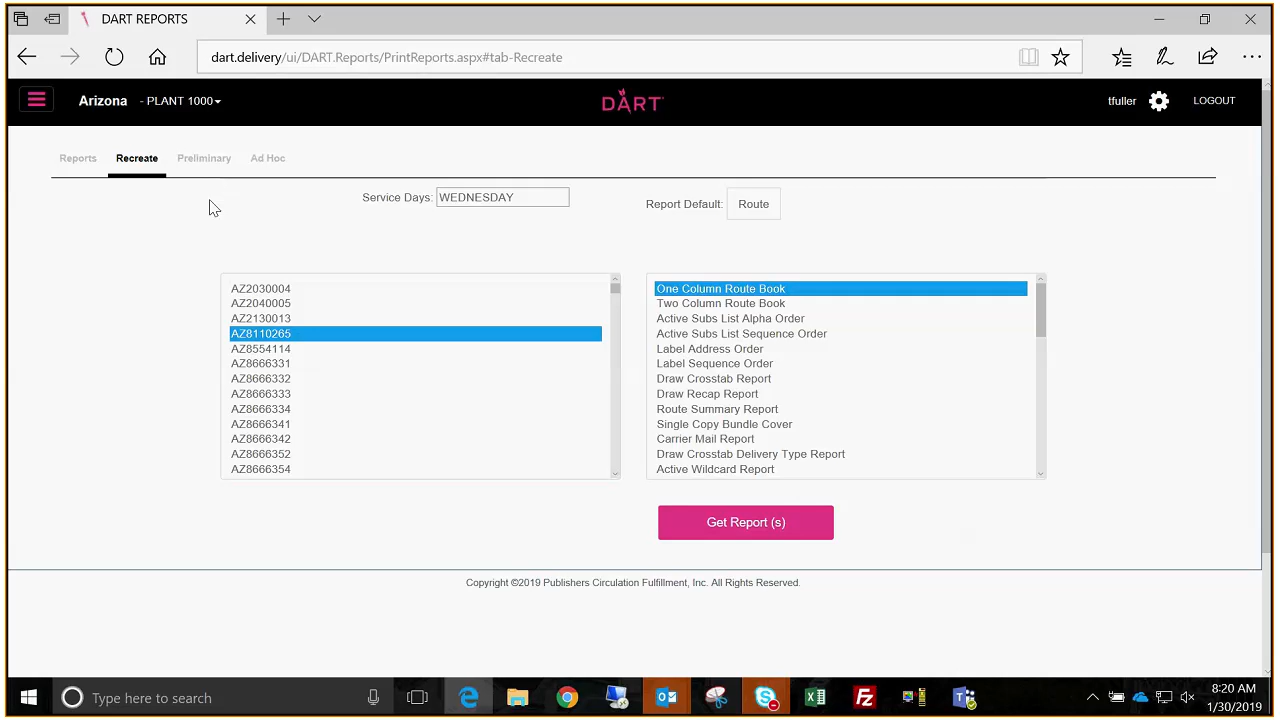 DART REPORTS
dart.delivery/ui/DART.Reports/PrintReports.aspx#tab-Recreate
Arizona - PLANT 1000
DART
tfuller
LOGOUT
Reports Recreate Preliminary Ad Hoc
Service Days: WEDNESDAY
Report Default: Route
AZ2030004
AZ2040005
AZ2130013
AZ8110265
AZ8554114
AZ8666331
AZ8666332
AZ8666333
AZ8666334
AZ8666341
AZ8666342
AZ8666352
AZ8666354
One Column Route Book
Two Column Route Book
Active Subs List Alpha Order
Active Subs List Sequence Order
Label Address Order
Label Sequence Order
Draw Crosstab Report
Draw Recap Report
Route Summary Report
Single Copy Bundle Cover
Carrier Mail Report
Draw Crosstab Delivery Type Report
Active Wildcard Report
Get Report (s)
Copyright ©2019 Publishers Circulation Fulfillment, Inc. All Rights Reserved.
Type here to search
8:20 AM
1/30/2019